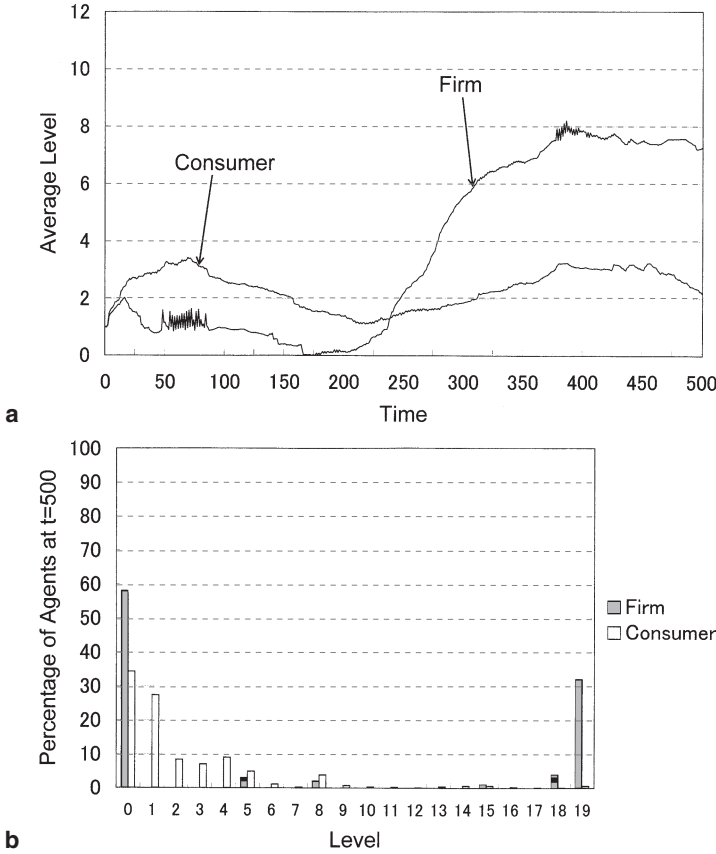 12
10
8
6
4
2
0
Average Level
Firm
Consumer
0 50 100 150 200 250 300 350 400 450 500
Time
a
100
90
80
70
60
50
40
30
20
10
0
Percentage of Agents at t=500
Firm
Consumer
0 1 2 3 4 5 6 7 8 9 10 11 12 13 14 15 16 17 18 19
Level
b